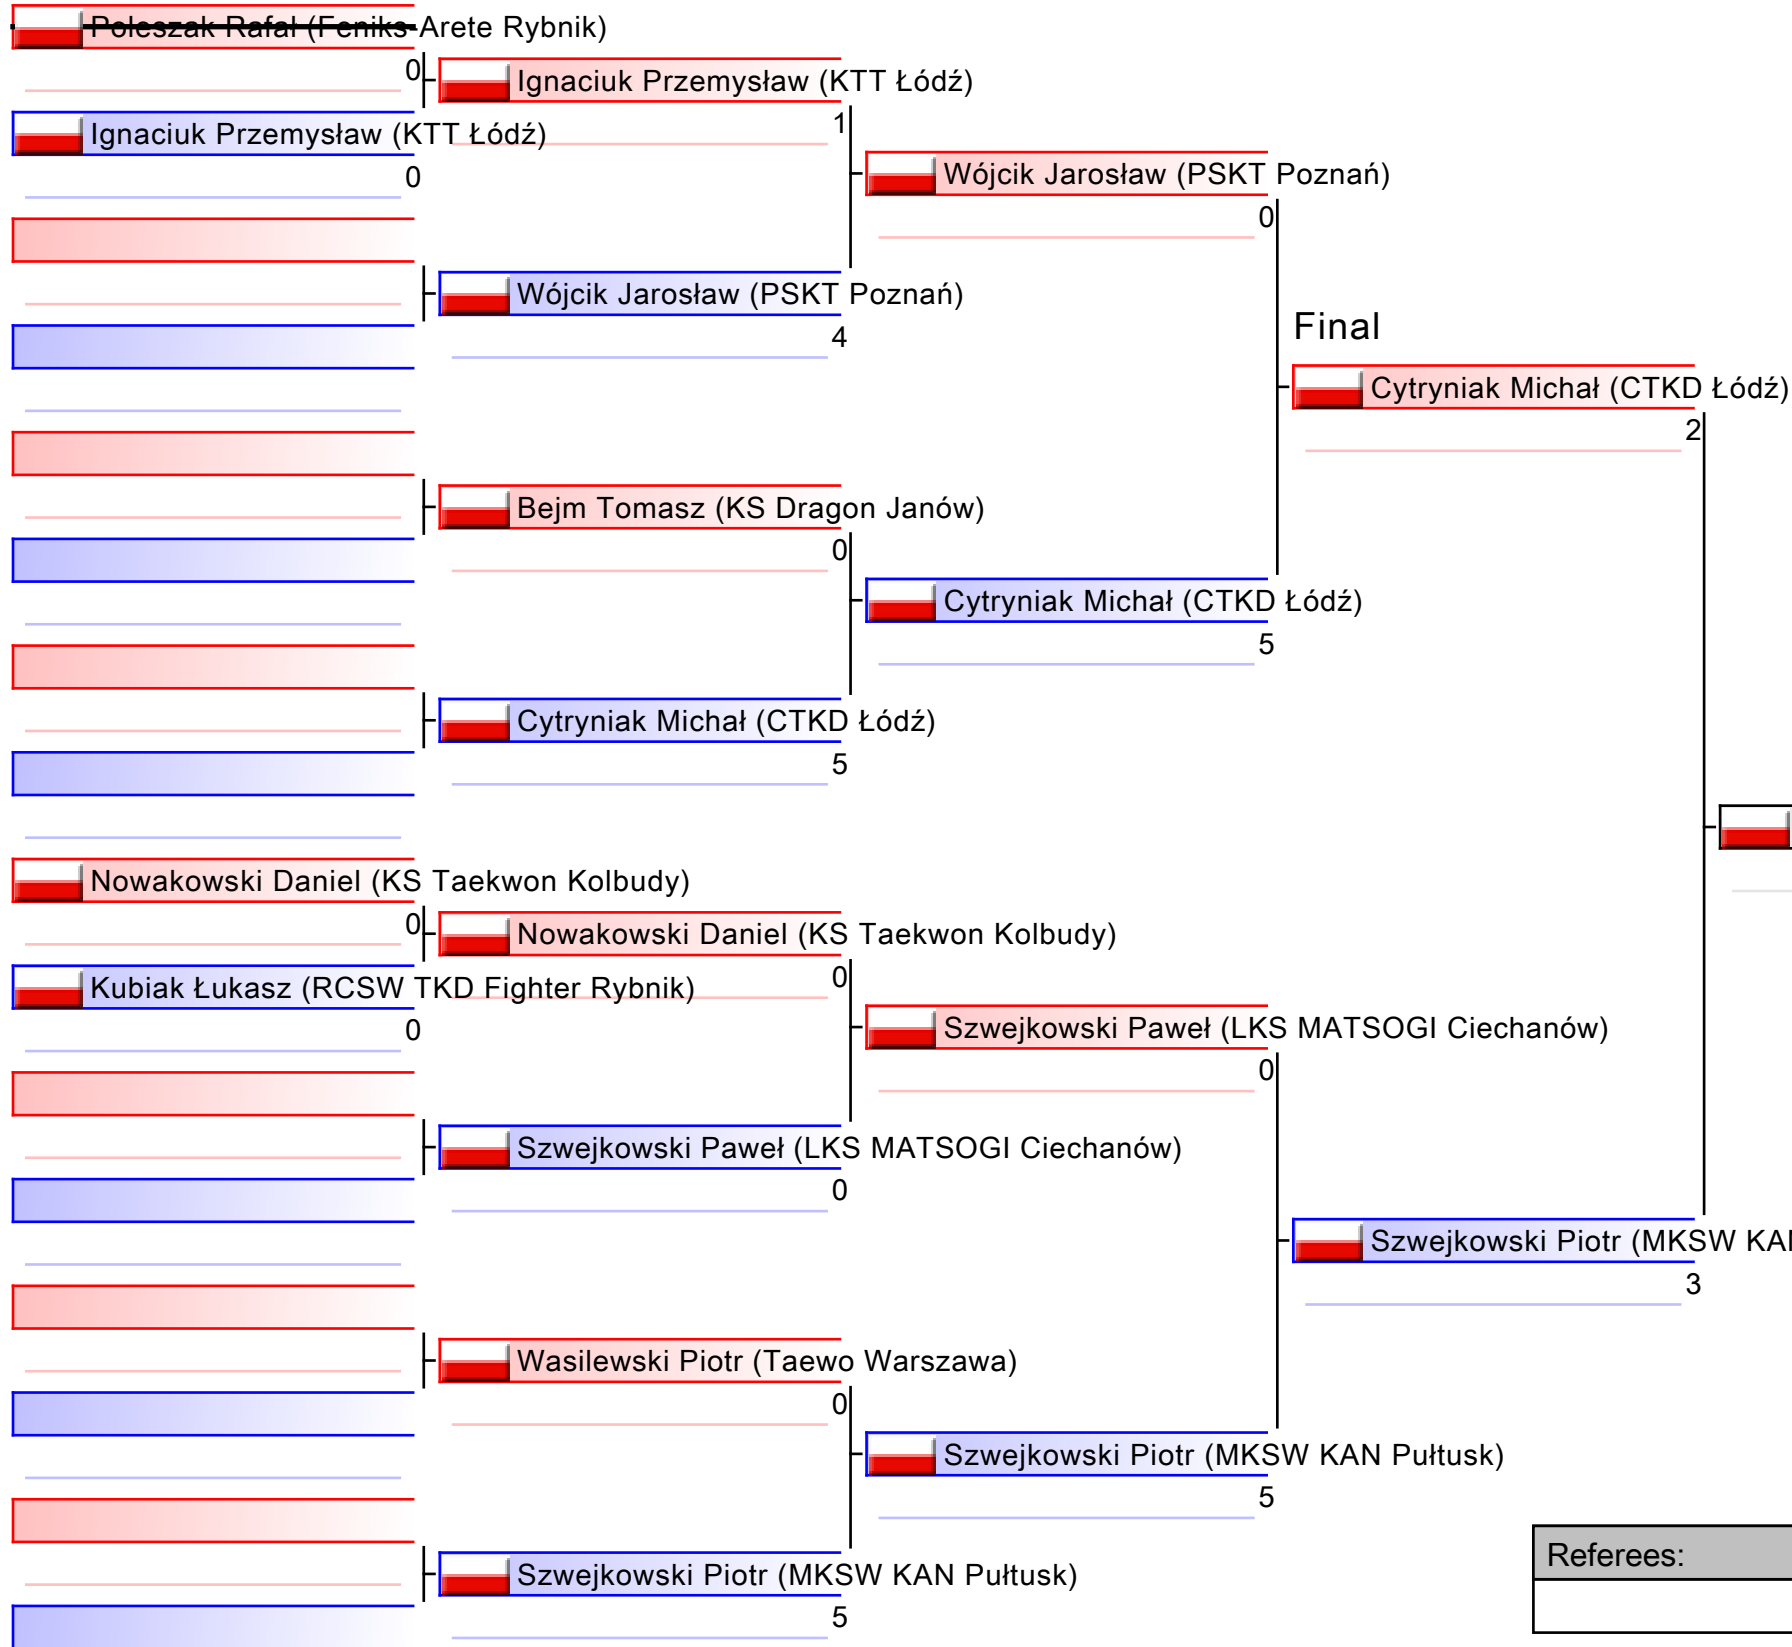 Poleszak Rafał (Feniks-Arete Rybnik)
0
Ignaciuk Przemysław (KTT Łódź)
0
Nowakowski Daniel (KS Taekwon Kolbudy)
0
Kubiak Łukasz (RCSW TKD Fighter Rybnik)
0
Ignaciuk Przemysław (KTT Łódź)
1
Wójcik Jarosław (PSKT Poznań)
4
Bejm Tomasz (KS Dragon Janów)
0
Cytryniak Michał (CTKD Łódź)
5
Nowakowski Daniel (KS Taekwon Kolbudy)
0
Szwejkowski Paweł (LKS MATSOGI Ciechanów)
0
Wasilewski Piotr (Taewo Warszawa)
0
Szwejkowski Piotr (MKSW KAN Pułtusk)
5
Wójcik Jarosław (PSKT Poznań)
0
Cytryniak Michał (CTKD Łódź)
5
Szwejkowski Paweł (LKS MATSOGI Ciechanów)
0
Szwejkowski Piotr (MKSW KAN Pułtusk)
5
Final
Cytryniak Michał (CTKD Łódź)
2
Szwejkowski Piotr (MKSW
3
Referees: